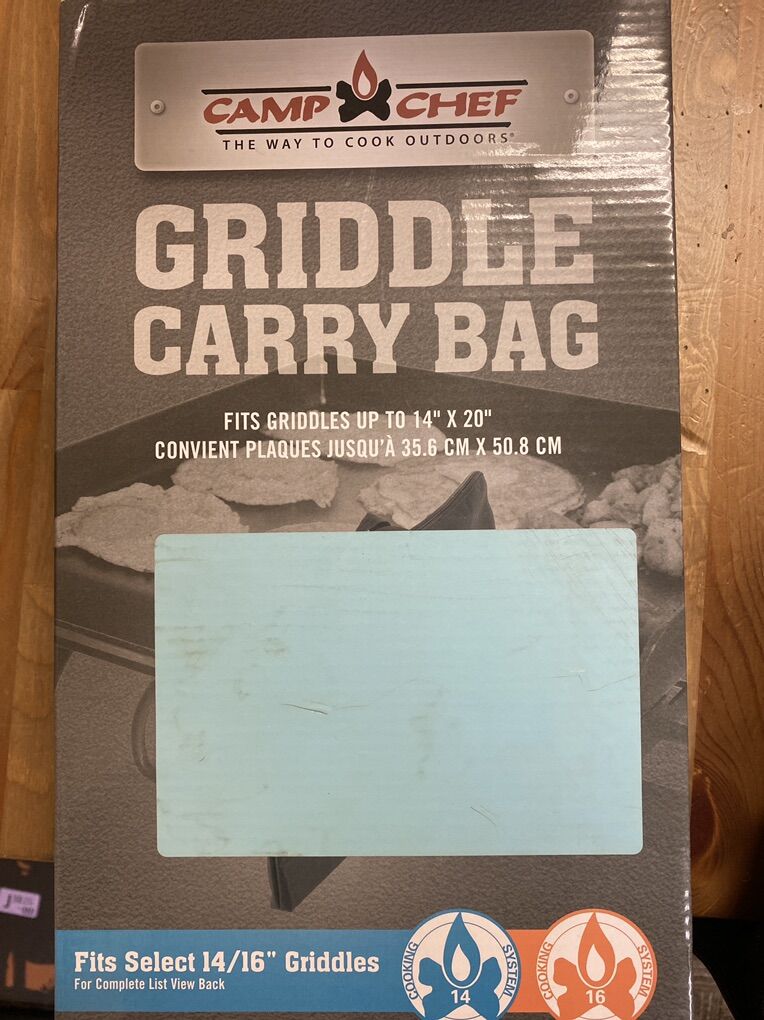 CAMP CHEF
THE WAY TO COOK OUTDOORS®
GRIDDLE
CARRY BAG
FITS GRIDDLES UP TO 14" X 20"
CONVIENT PLAQUES JUSQU'À 35.6 CM X 50.8 CM
Fits Select 14/16" Griddles
For Complete List View Back
COOKING SYSTEM
14
COOKING SYSTEM
16